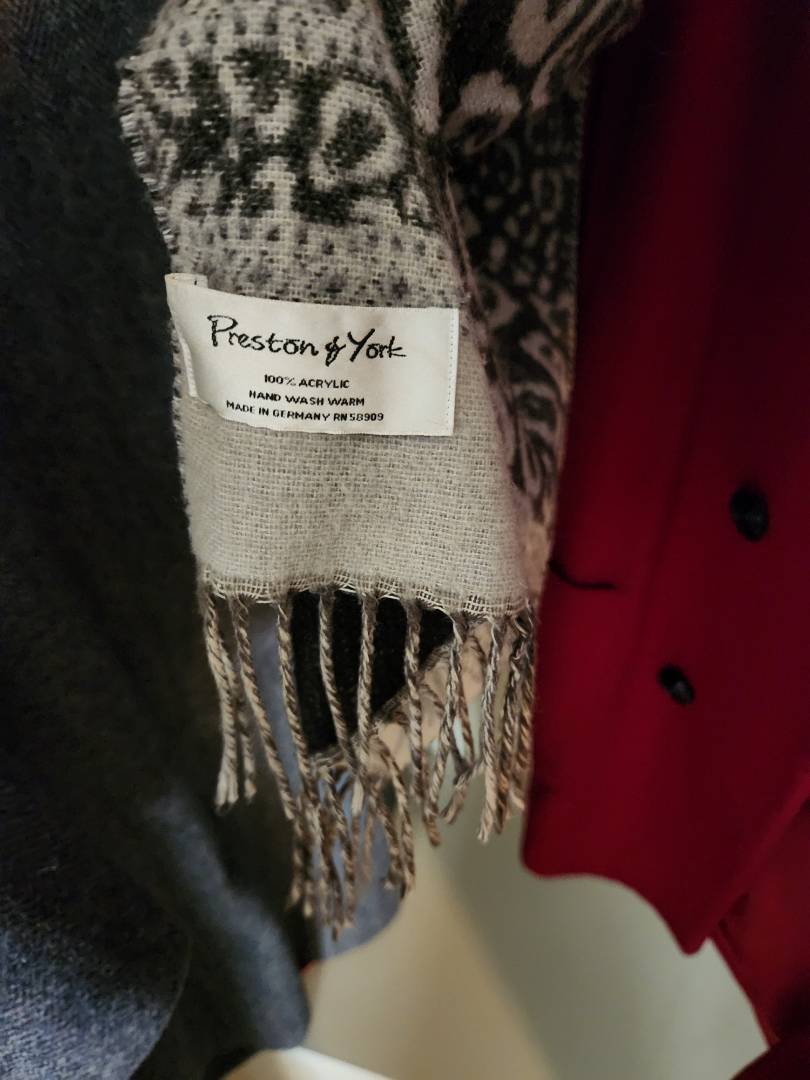 Preston & York
100% ACRYLIC
HAND WASH WARM
MADE IN GERMANY RN 58909